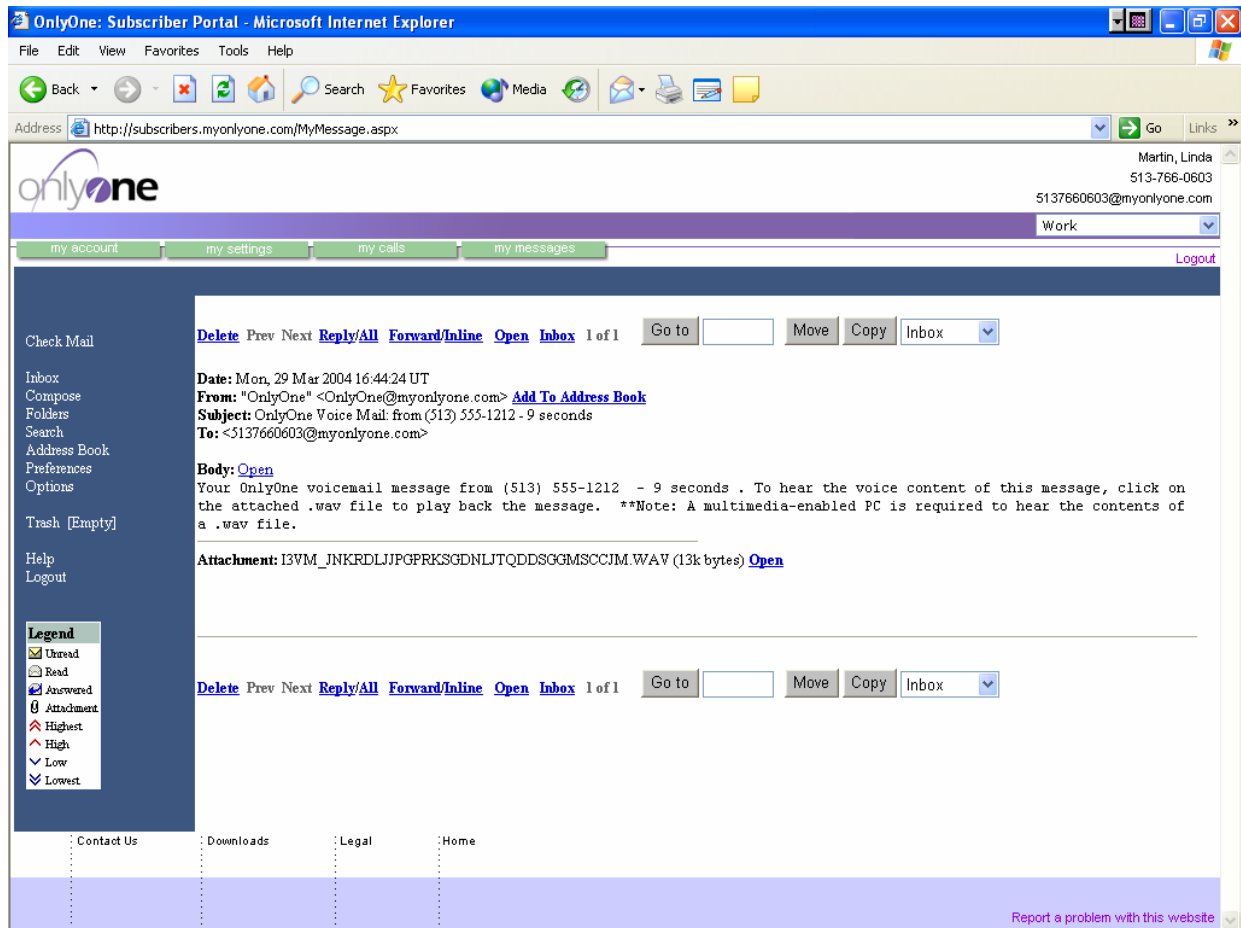 OnlyOne: Subscriber Portal - Microsoft Internet Explorer
File Edit View Favorites Tools Help
Back Search Favorites Media
Address http://subscribers.myonlyone.com/MyMessage.aspx Go Links »
onlyone
Martin, Linda
513-766-0603
5137660603@myonlyone.com
Work
my account my settings my calls my messages
Logout
Check Mail
Inbox
Compose
Folders
Search
Address Book
Preferences
Options
Trash [Empty]
Help
Logout
Legend
Unread
Read
Answered
Attachment
Highest
High
Low
Lowest
Delete Prev Next Reply/All Forward/Inline Open Inbox 1 of 1 Go to Move Copy Inbox
Date: Mon, 29 Mar 2004 16:44:24 UT
From: "OnlyOne" <OnlyOne@myonlyone.com> Add To Address Book
Subject: OnlyOne Voice Mail: from (513) 555-1212 - 9 seconds
To: <5137660603@myonlyone.com>
Body: Open
Your OnlyOne voicemail message from (513) 555-1212 - 9 seconds . To hear the voice content of this message, click on
the attached .wav file to play back the message. **Note: A multimedia-enabled PC is required to hear the contents of
a .wav file.
Attachment: I3VM_JNKRDLJJPGPRKSGDNLJTQDDSGGMSCCJM.WAV (13k bytes) Open
Delete Prev Next Reply/All Forward/Inline Open Inbox 1 of 1 Go to Move Copy Inbox
Contact Us Downloads Legal Home
Report a problem with this website